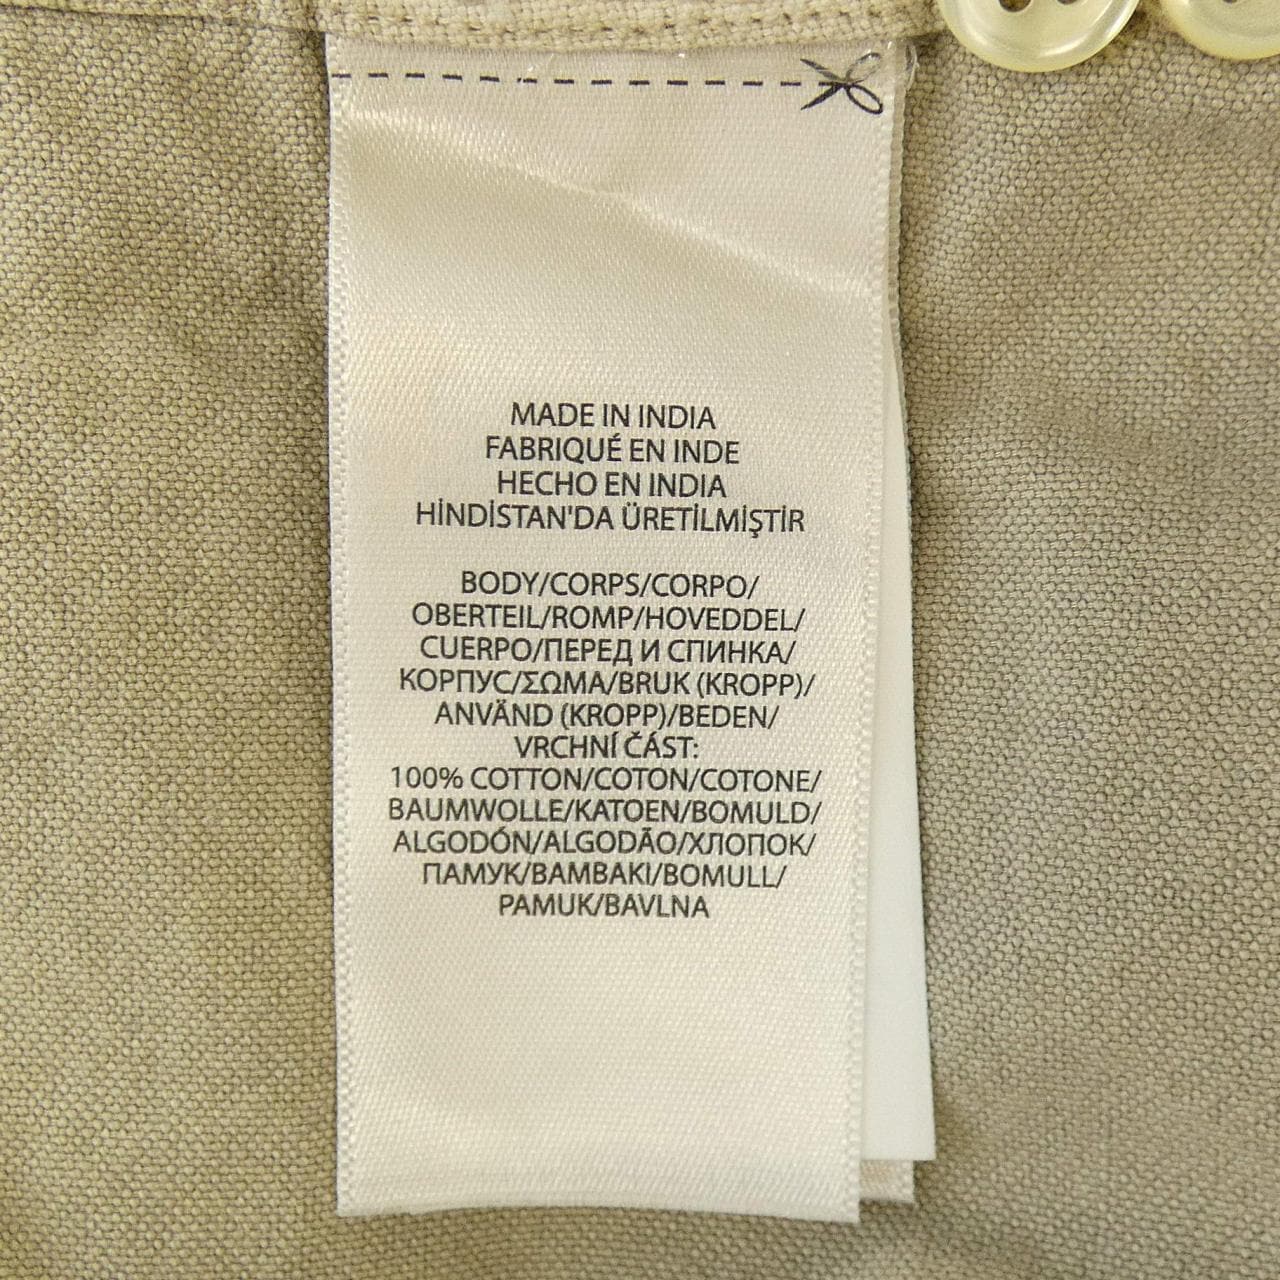 MADE IN INDIA
FABRIQUÉ EN INDE
HECHO EN INDIA
HİNDİSTAN'DA ÜRETİLMİŞTİR
BODY/CORPS/CORPO/
OBERTEIL/ROMP/HOVEDDEL/
CUERPO/ПЕРЕД И СПИНКА/
КОРПУС/ΣΩΜΑ/BRUK (KROPP)/
ANVÄND (KROPP)/BEDEN/
VRCHNÍ ČÁST:
100% COTTON/COTON/COTONE/
BAUMWOLLE/KATOEN/BOMULD/
ALGODÓN/ALGODÃO/ХЛОПОК/
ПАМУК/ΒΑΜΒΑΚΙ/BOMULL/
PAMUK/BAVLNA